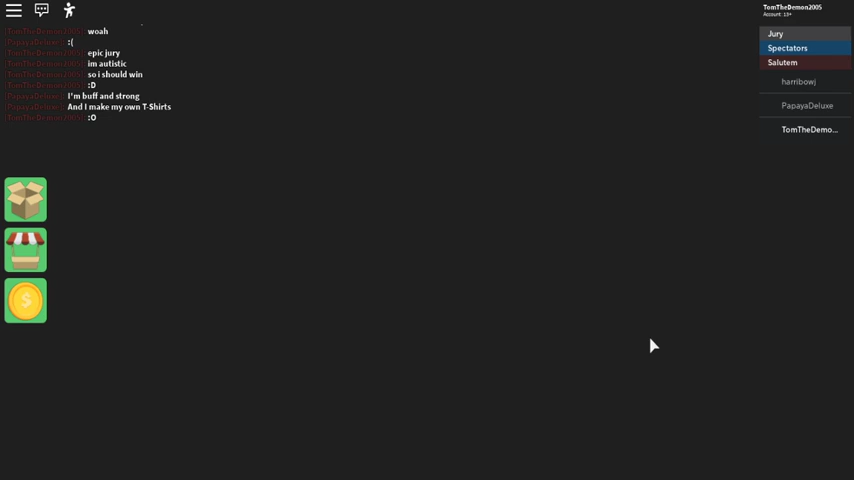 TomTheDemon2005
Account: 13+
[TomTheDemon2005]: woah
[PapayaDeluxe]: :(
[TomTheDemon2005]: epic jury
[TomTheDemon2005]: im autistic
[TomTheDemon2005]: so i should win
[TomTheDemon2005]: :D
[PapayaDeluxe]: I'm buff and strong
[PapayaDeluxe]: And I make my own T-Shirts
[TomTheDemon2005]: :O
Jury
Spectators
Salutem
harribowj
PapayaDeluxe
TomTheDemo...